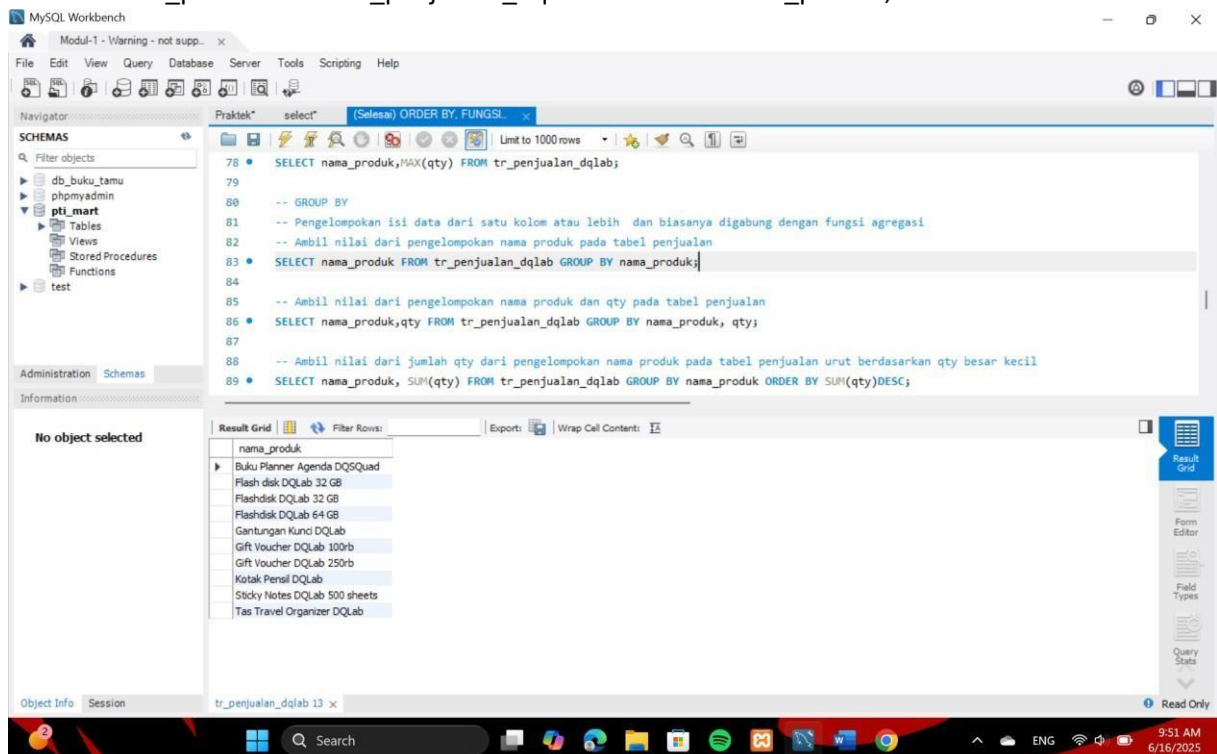 MySQL Workbench
Modul-1 - Warning - not supp..
File Edit View Query Database Server Tools Scripting Help
Navigator
SCHEMAS
Filter objects
db_buku_tamu
phpmyadmin
pti_mart
Tables
Views
Stored Procedures
Functions
test
Administration Schemas
Information
No object selected
Object Info Session
Praktek* select* (Selesai) ORDER BY, FUNGSI...
Limit to 1000 rows
78 SELECT nama_produk,MAX(qty) FROM tr_penjualan_dqlab;
79
80 -- GROUP BY
81 -- Pengelompokan isi data dari satu kolom atau lebih dan biasanya digabung dengan fungsi agregasi
82 -- Ambil nilai dari pengelompokan nama produk pada tabel penjualan
83 SELECT nama_produk FROM tr_penjualan_dqlab GROUP BY nama_produk;
84
85 -- Ambil nilai dari pengelompokan nama produk dan qty pada tabel penjualan
86 SELECT nama_produk,qty FROM tr_penjualan_dqlab GROUP BY nama_produk, qty;
87
88 -- Ambil nilai dari jumlah qty dari pengelompokan nama produk pada tabel penjualan urut berdasarkan qty besar kecil
89 SELECT nama_produk, SUM(qty) FROM tr_penjualan_dqlab GROUP BY nama_produk ORDER BY SUM(qty)DESC;
Result Grid Filter Rows: Export: Wrap Cell Content:
nama_produk
Buku Planner Agenda DQSQuad
Flash disk DQLab 32 GB
Flashdisk DQLab 32 GB
Flashdisk DQLab 64 GB
Gantungan Kunci DQLab
Gift Voucher DQLab 100rb
Gift Voucher DQLab 250rb
Kotak Pensil DQLab
Sticky Notes DQLab 500 sheets
Tas Travel Organizer DQLab
Result Grid
Form Editor
Field Types
Query Stats
tr_penjualan_dqlab 13
Read Only
2
Search
ENG
9:51 AM
6/16/2025